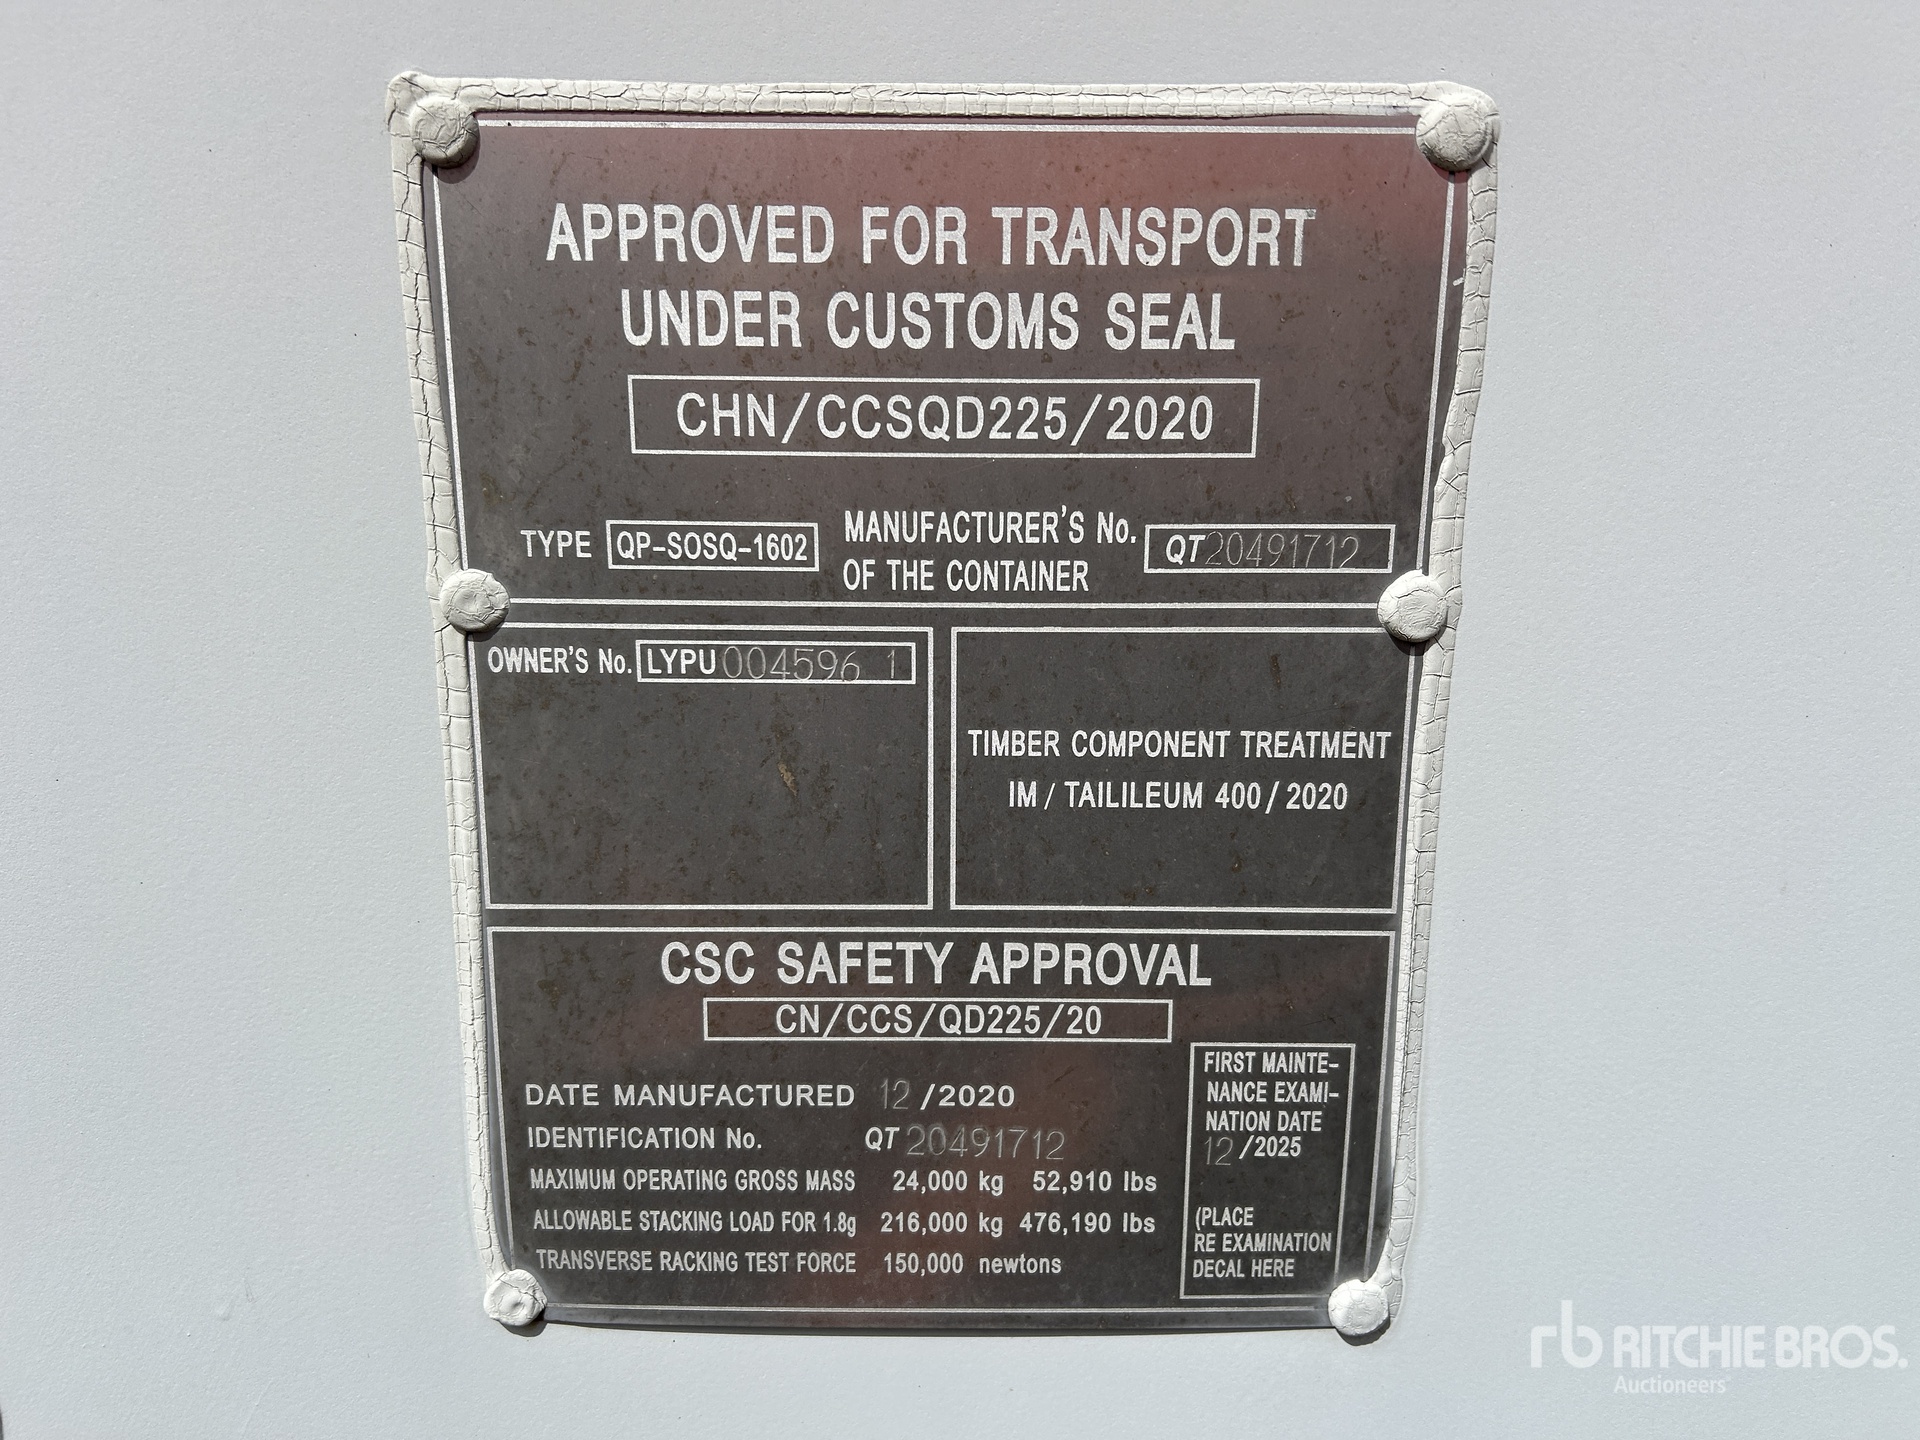 APPROVED FOR TRANSPORT
UNDER CUSTOMS SEAL
CHN/CCSQD225/2020
TYPE QP-SOSQ-1602 MANUFACTURER'S No. OF THE CONTAINER QT20491712
OWNER'S No. LYPU004596 1
TIMBER COMPONENT TREATMENT
IM / TAILILEUM 400 / 2020
CSC SAFETY APPROVAL
CN/CCS/QD225/20
DATE MANUFACTURED 12 /2020
IDENTIFICATION No. QT 20491712
MAXIMUM OPERATING GROSS MASS 24,000 kg 52,910 lbs
ALLOWABLE STACKING LOAD FOR 1.8g 216,000 kg 476,190 lbs
TRANSVERSE RACKING TEST FORCE 150,000 newtons
FIRST MAINTE-
NANCE EXAMI-
NATION DATE
12 /2025
(PLACE
RE EXAMINATION
DECAL HERE
rb RITCHIE BROS.
Auctioneers